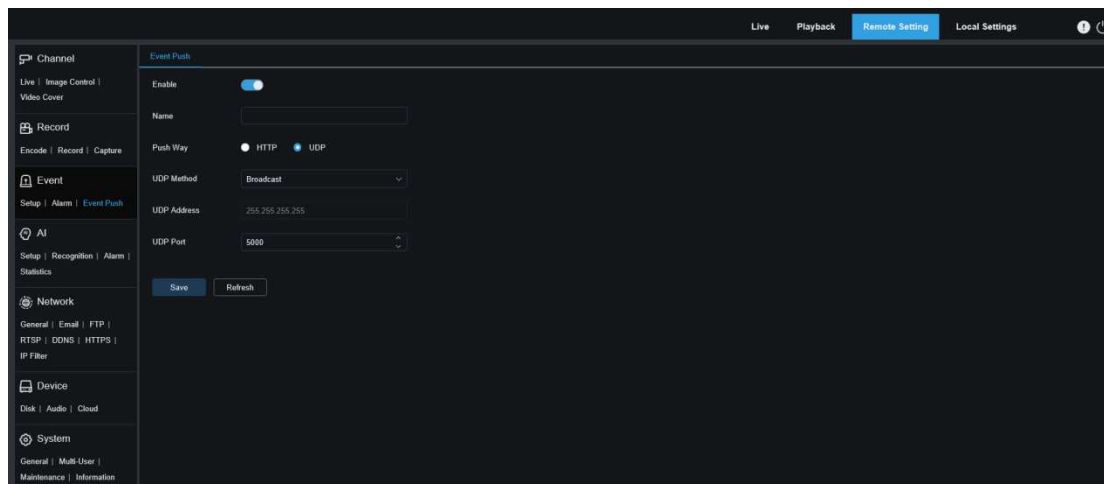 Live Playback Remote Setting Local Settings
Channel
Live | Image Control |
Video Cover
Record
Encode | Record | Capture
Event
Setup | Alarm | Event Push
AI
Setup | Recognition | Alarm |
Statistics
Network
General | Email | FTP |
RTSP | DDNS | HTTPS |
IP Filter
Device
Disk | Audio | Cloud
System
General | Multi-User |
Maintenance | Information
Event Push
Enable
Name
Push Way HTTP UDP
UDP Method Broadcast
UDP Address 255.255.255.255
UDP Port 5000
Save Refresh